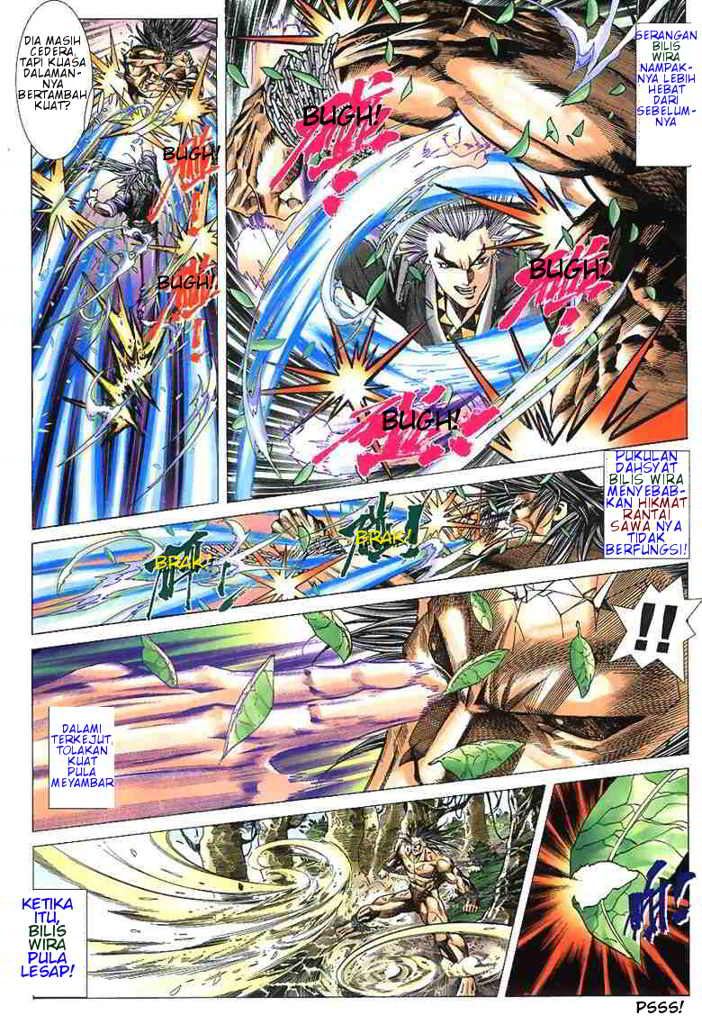 DIA MASIH
CEDERA,
TAPI KUASA
DALAMAN-
NYA
BERTAMBAH
KUAT?
BUGH!
BUGH!
SERANGAN
BILIS
WIRA
NAMPAK-
NYA LEBIH
HEBAT
DARI
SEBELUM-
NYA
BUGH!
BUGH!
BUGH!
PUKULAN
DAHSYAT
BILIS WIRA
MENYEBAB-
KAN HIKMAT
RANTAI
SAWA NYA
TIDAK
BERFUNGSI!
BRAK!
BRAK!
!!
DALAM
TERKEJUT,
TOLAKAN
KUAT
PULA
MEYAMBAR
KETIKA
ITU,
BILIS
WIRA
PULA
LESAP!
PSSS!